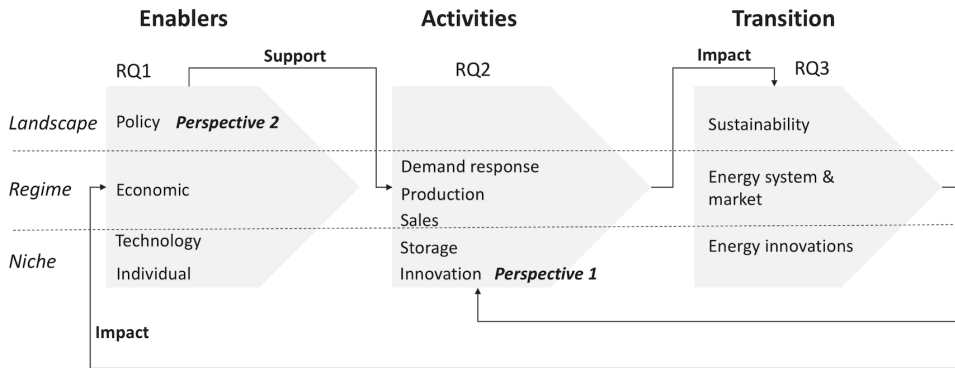 Enablers
Activities
Transition
Support
Impact
RQ1
RQ2
RQ3
Landscape
Policy Perspective 2
Sustainability
Regime
Economic
Demand response
Production
Sales
Energy system &
market
Niche
Technology
Individual
Storage
Innovation Perspective 1
Energy innovations
Impact